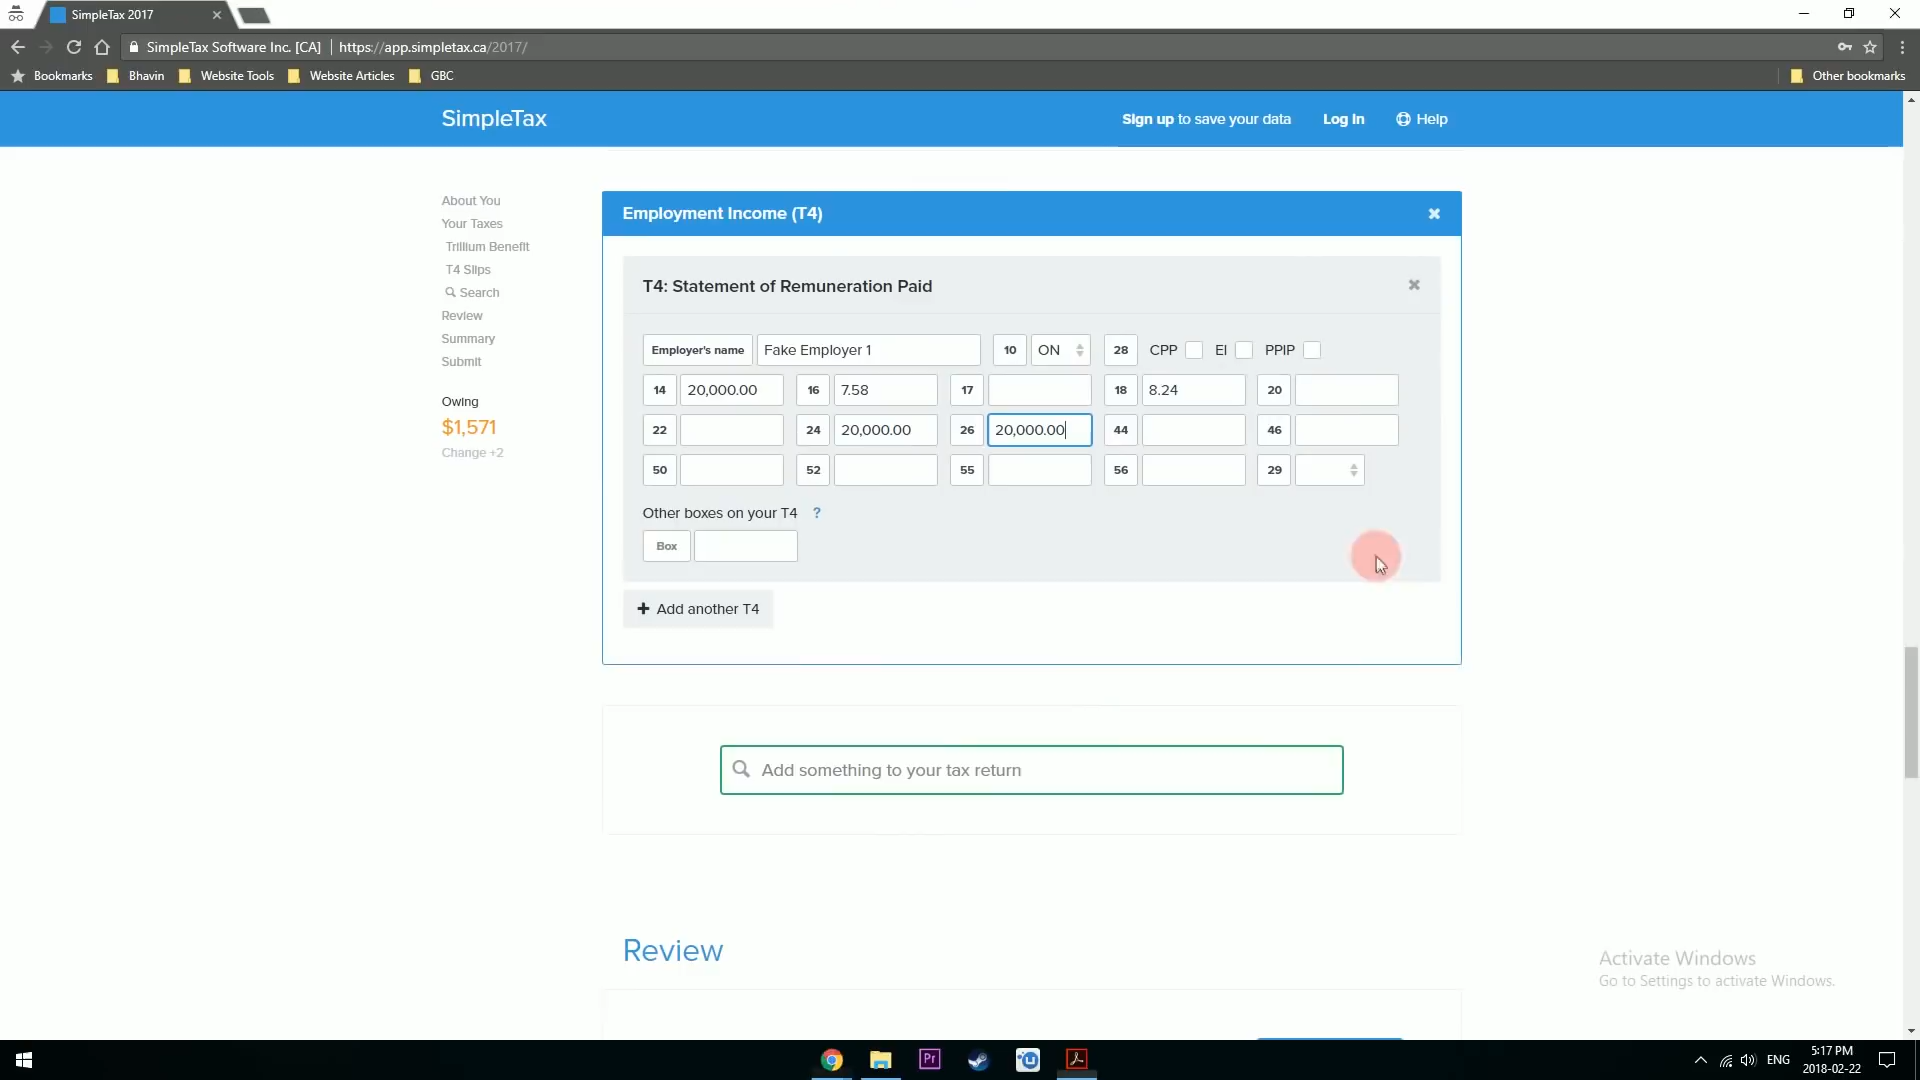 SimpleTax 2017
SimpleTax Software Inc. [CA] | https://app.simpletax.ca/2017/
Bookmarks Bhavin Website Tools Website Articles GBC Other bookmarks
SimpleTax Sign up to save your data Log In Help
About You
Your Taxes
Trillium Benefit
T4 Slips
Search
Review
Summary
Submit
Owing
$1,571
Change +2
Employment Income (T4)
T4: Statement of Remuneration Paid
Employer's name Fake Employer 1 10 ON 28 CPP EI PPIP
14 20,000.00 16 7.58 17 18 8.24 20
22 24 20,000.00 26 20,000.00 44 46
50 52 55 56 29
Other boxes on your T4 ?
Box
Add another T4
Add something to your tax return
Review
Activate Windows
Go to Settings to activate Windows.
Pr
ENG
5:17 PM
2018-02-22